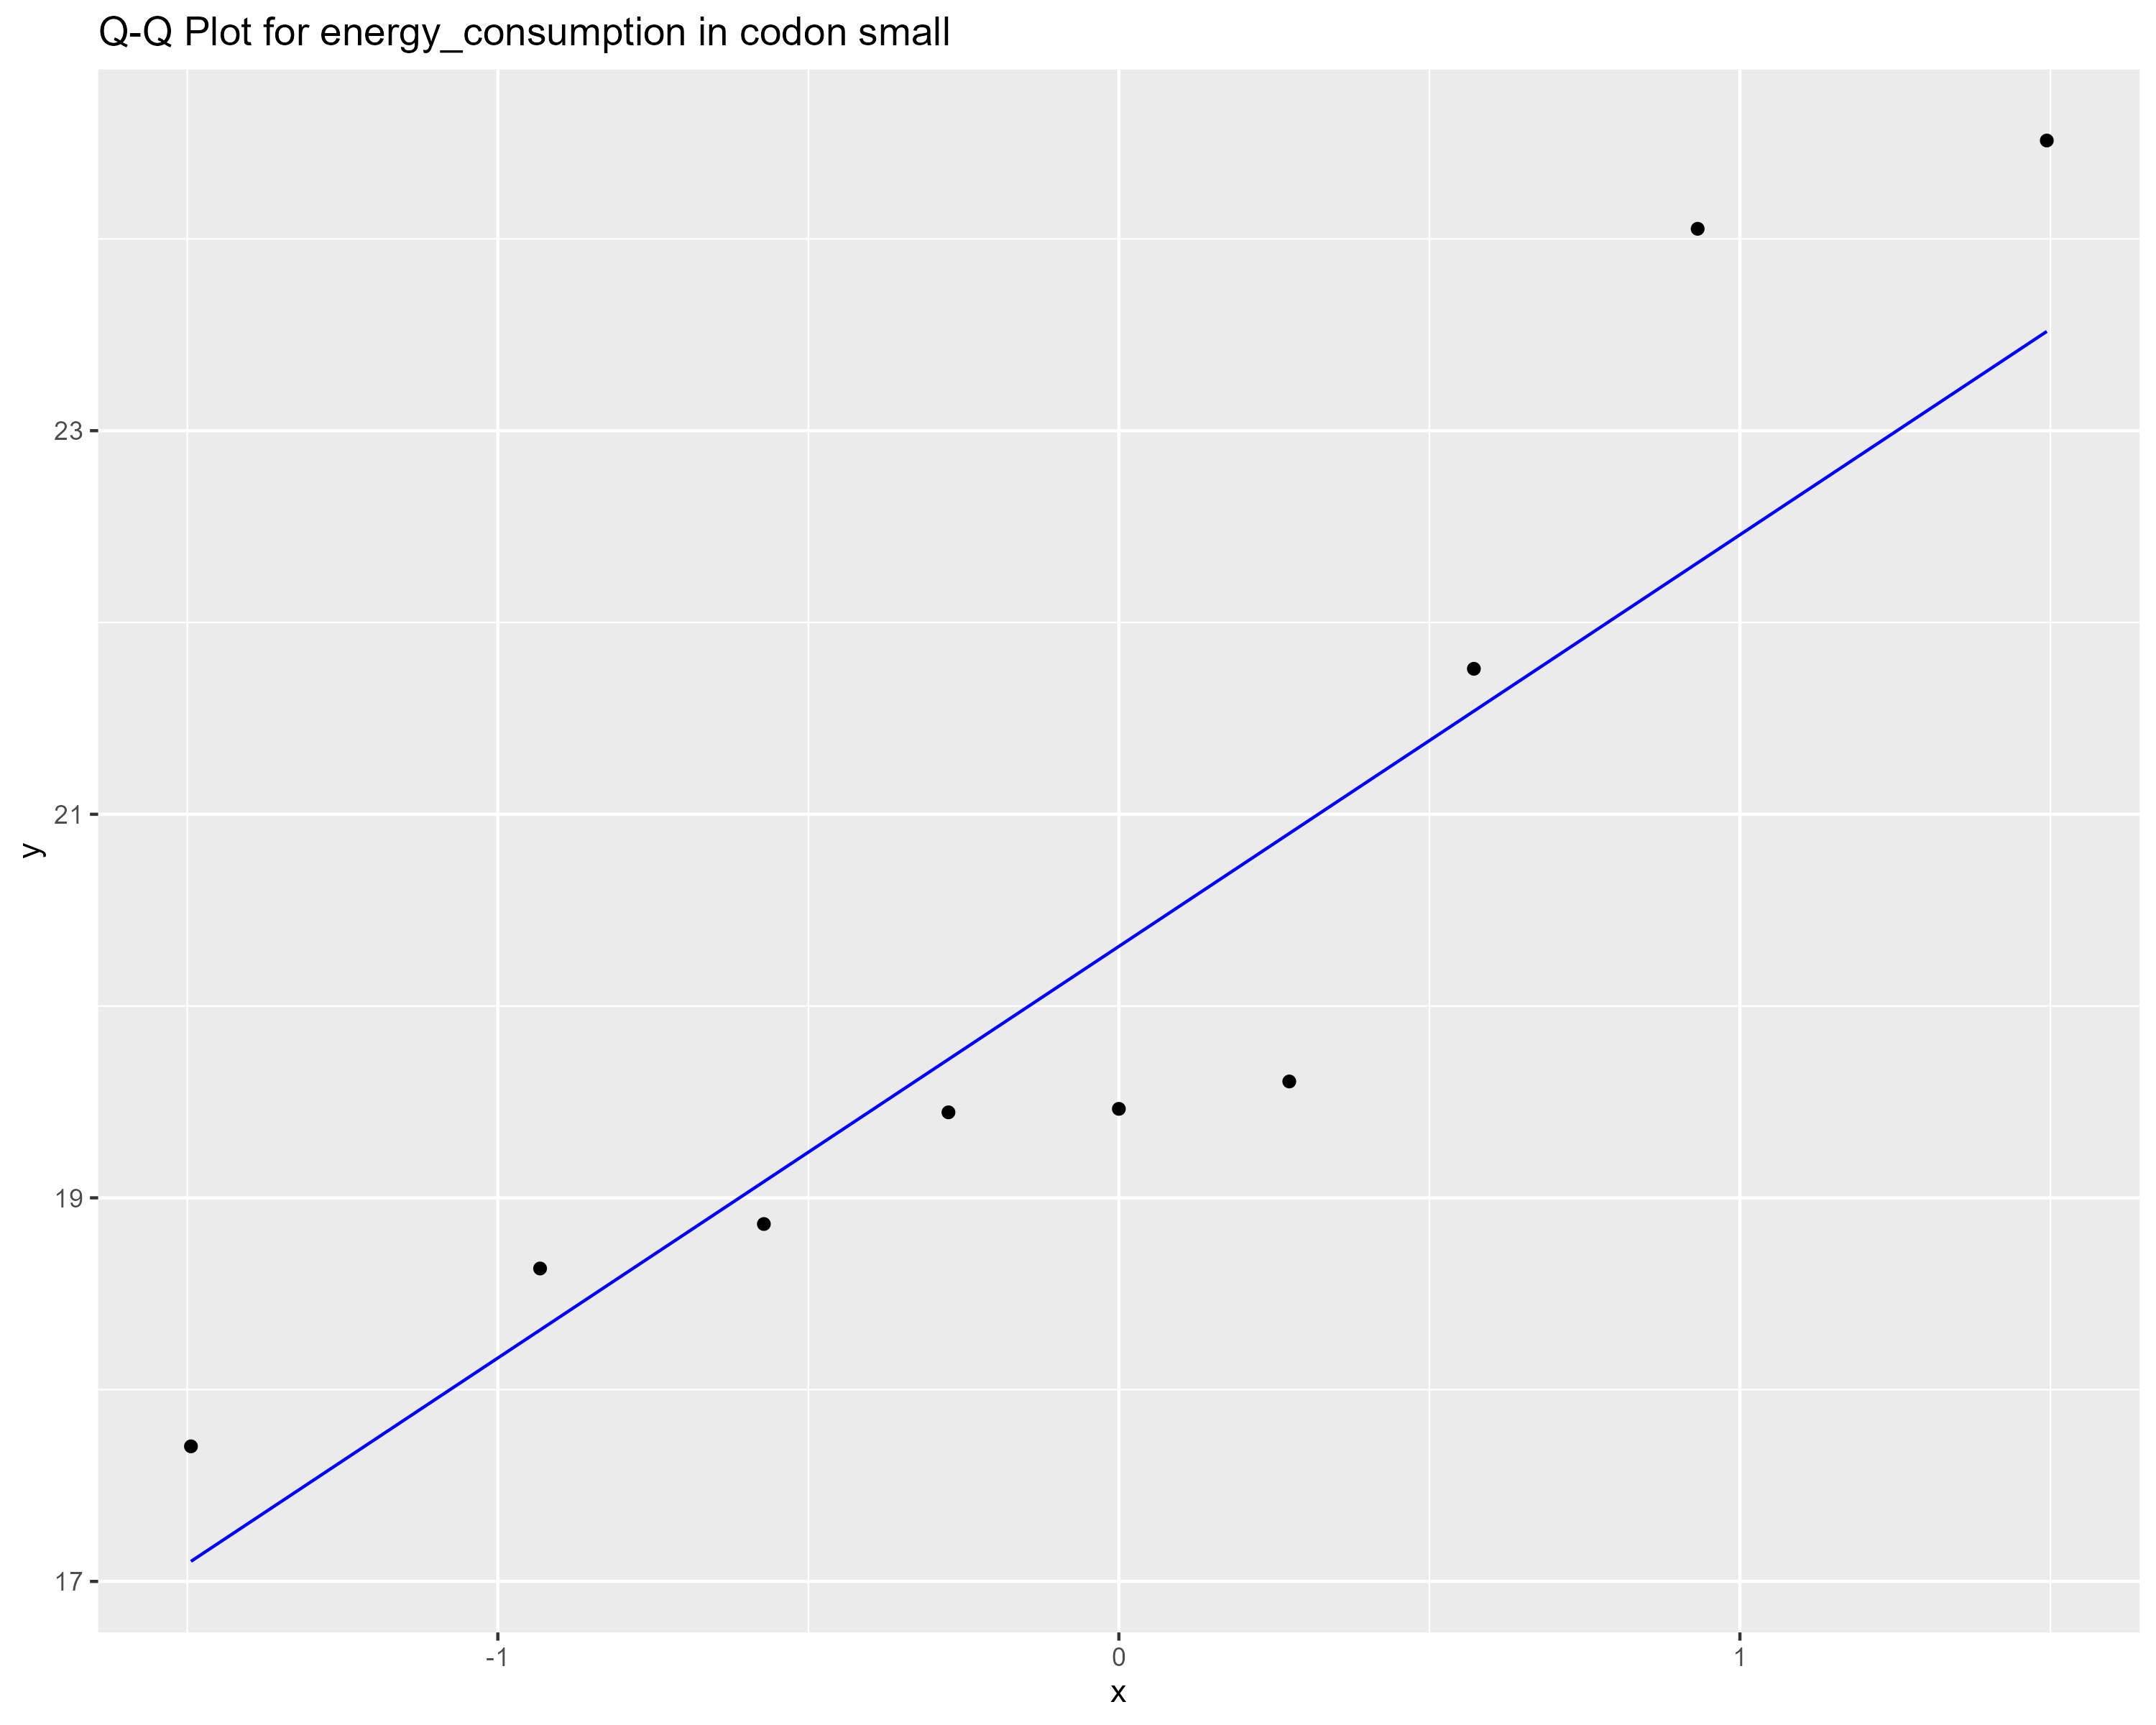 Q-Q Plot for energy_consumption in codon small
23
21
19
17
y
-1
0
1
x